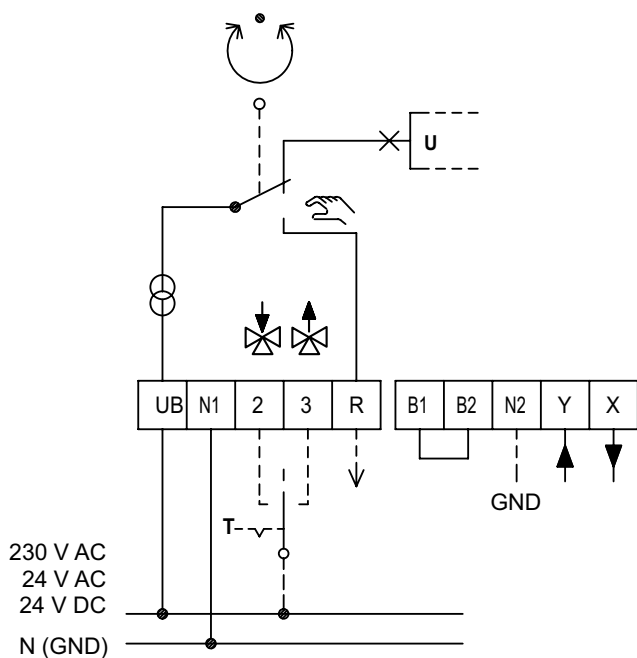 U
UB N1 2 3 R B1 B2 N2 Y X
GND
T
230 V AC
24 V AC
24 V DC
N (GND)